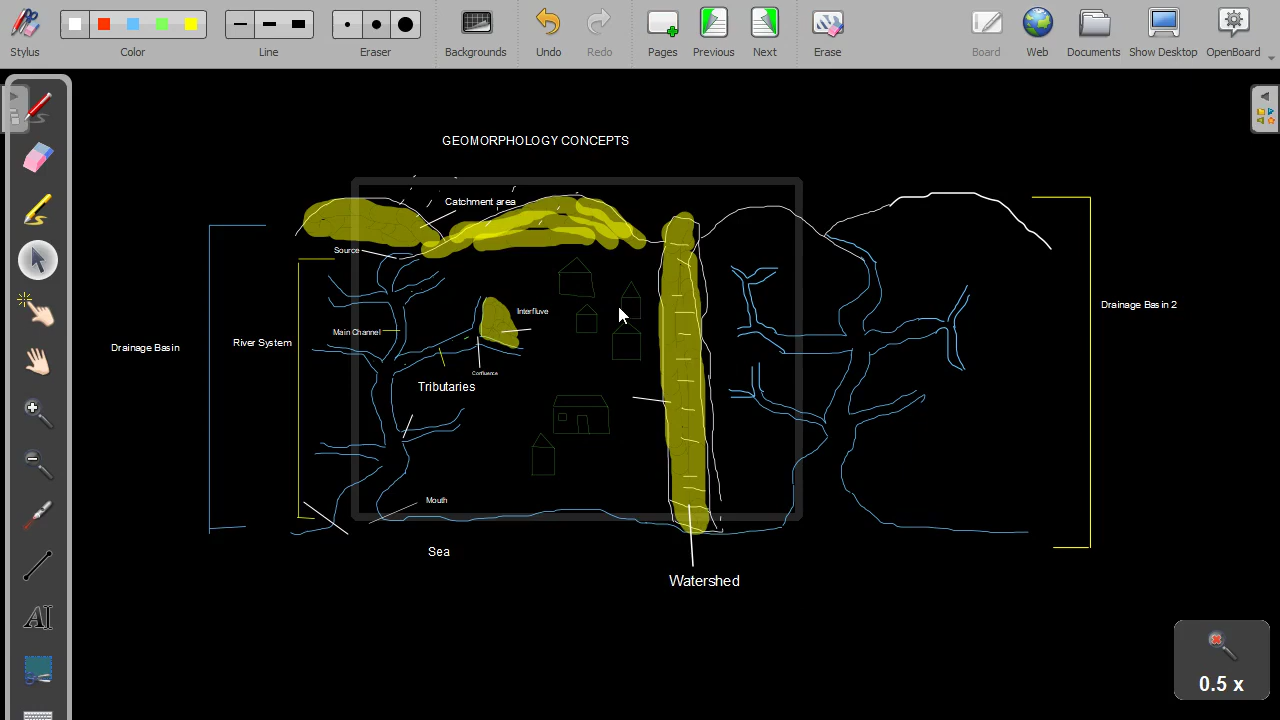 Stylus
Color
Line
Eraser
Backgrounds
Undo
Redo
Pages
Previous
Next
Erase
Board
Web
Documents
Show Desktop
OpenBoard
GEOMORPHOLOGY CONCEPTS
Catchment area
Source
Interfluve
Drainage Basin 2
Main Channel
River System
Drainage Basin
Confluence
Tributaries
Mouth
Sea
Watershed
AI
0.5 x